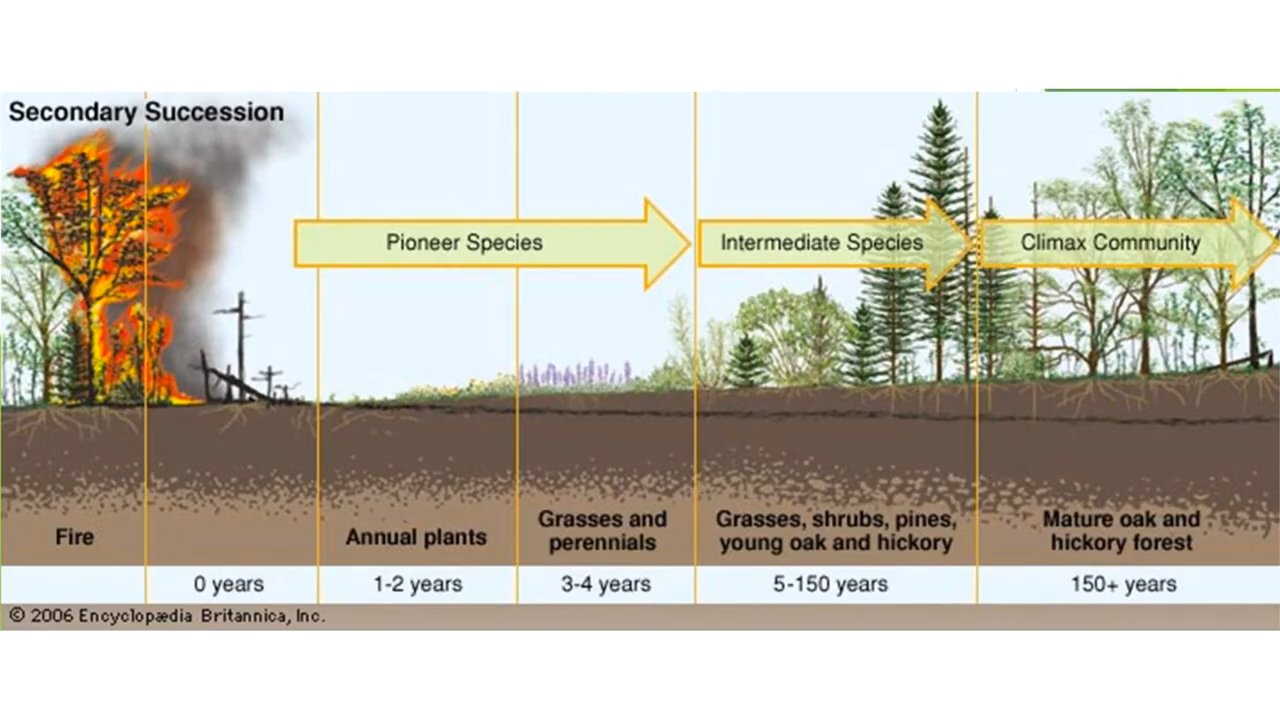 Secondary Succession
Pioneer Species
Intermediate Species
Climax Community
Fire
Annual plants
Grasses and
perennials
Grasses, shrubs, pines,
young oak and hickory
Mature oak and
hickory forest
0 years
1-2 years
3-4 years
5-150 years
150+ years
© 2006 Encyclopædia Britannica, Inc.